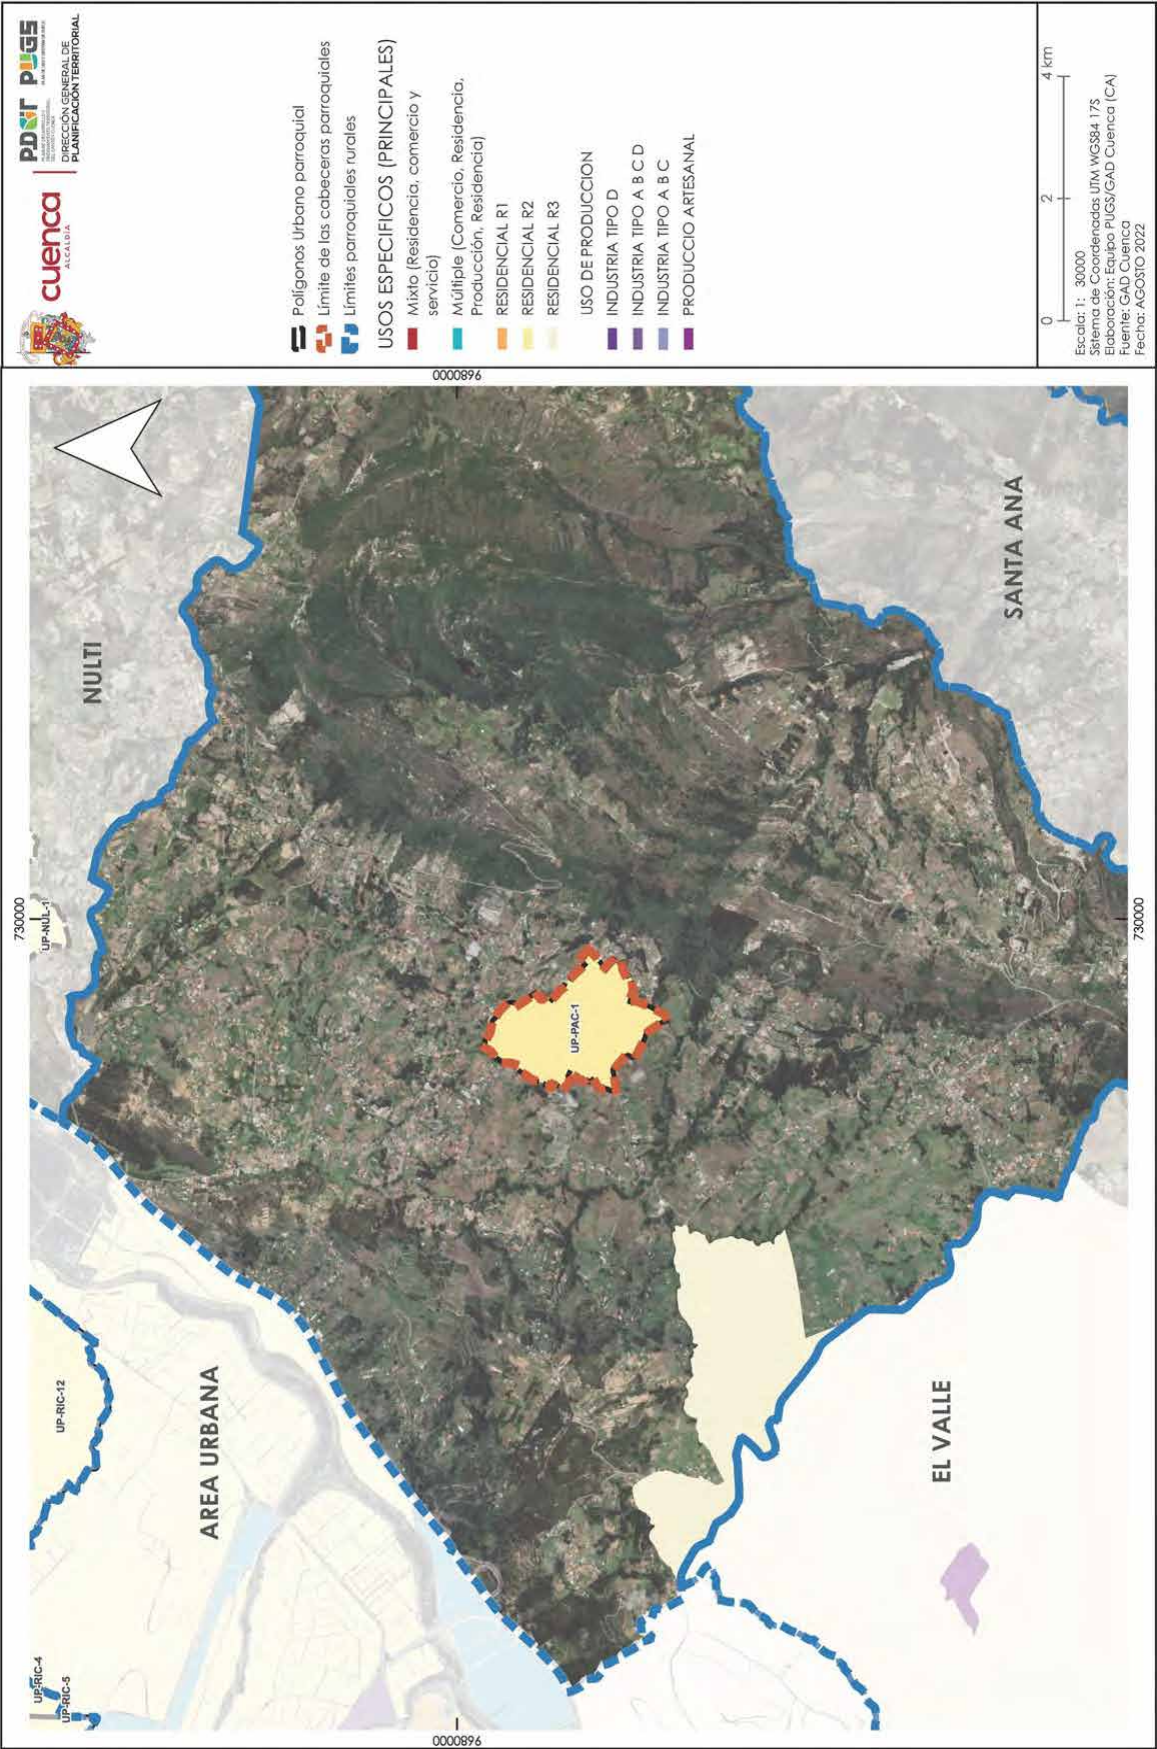 cuenca
ALCALDÍA
PDOT PUGS
DIRECCIÓN GENERAL DE
PLANIFICACIÓN TERRITORIAL
Polígonos Urbano parroquial
Límite de las cabeceras parroquiales
Límites parroquiales rurales
USOS ESPECIFICOS (PRINCIPALES)
Mixto (Residencia, comercio y
servicio)
Múltiple (Comercio, Residencia,
Producción, Residencia)
RESIDENCIAL R1
RESIDENCIAL R2
RESIDENCIAL R3
USO DE PRODUCCION
INDUSTRIA TIPO D
INDUSTRIA TIPO A B C D
INDUSTRIA TIPO A B C
PRODUCCIO ARTESANAL
0 2 4 km
Escala: 1: 30000
Sistema de Coordenadas UTM WGS84 17S
Elaboración: Equipo PUGS/GAD Cuenca (CA)
Fuente: GAD Cuenca
Fecha: AGOSTO 2022
730000
UP-RIC-4
UP-RIC-5
UP-RIC-12
UP-NUL-1
NULTI
AREA URBANA
9680000
9680000
UP-PAC-1
EL VALLE
SANTA ANA
730000